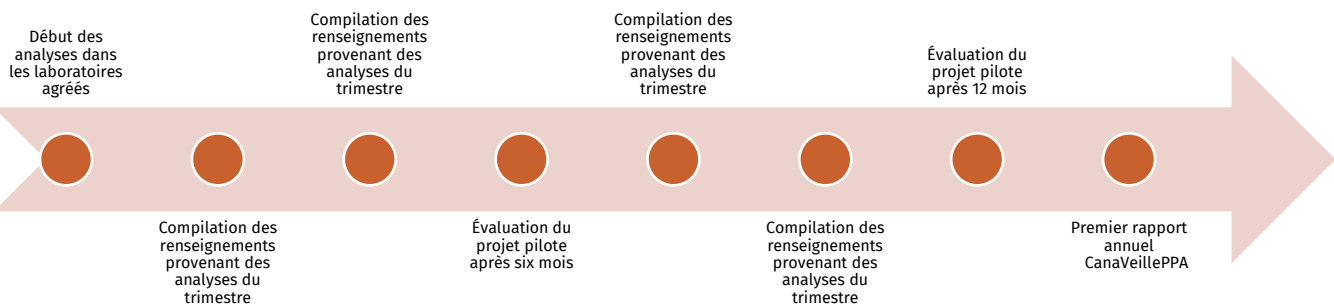 Début des
analyses dans
les laboratoires
agréés
Compilation des
renseignements
provenant des
analyses du
trimestre
Compilation des
renseignements
provenant des
analyses du
trimestre
Évaluation du
projet pilote
après six mois
Compilation des
renseignements
provenant des
analyses du
trimestre
Compilation des
renseignements
provenant des
analyses du
trimestre
Évaluation du
projet pilote
après 12 mois
Premier rapport
annuel
CanaVeillePPA